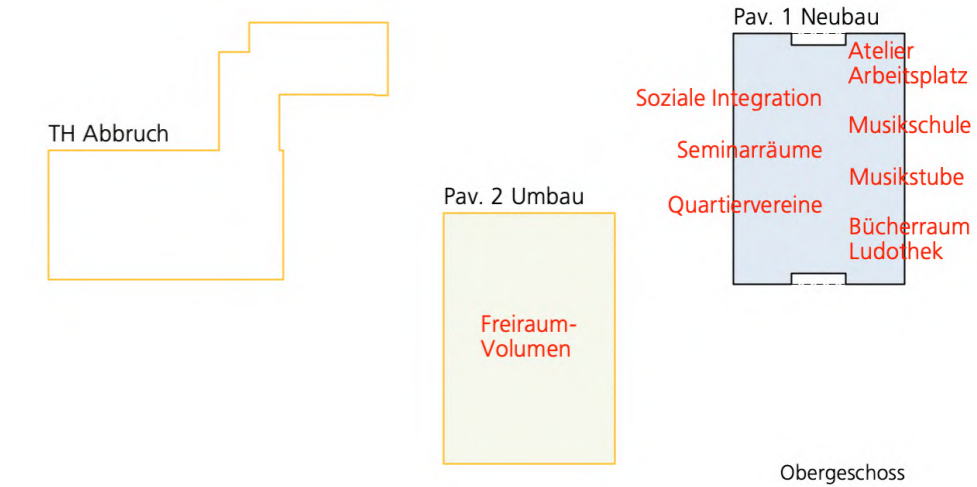 Pav. 1 Neubau
Atelier
Arbeitsplatz
Soziale Integration
Musikschule
TH Abbruch
Seminarräume
Musikstube
Pav. 2 Umbau
Quartiervereine
Bücherraum
Ludothek
Freiraum-
Volumen
Obergeschoss